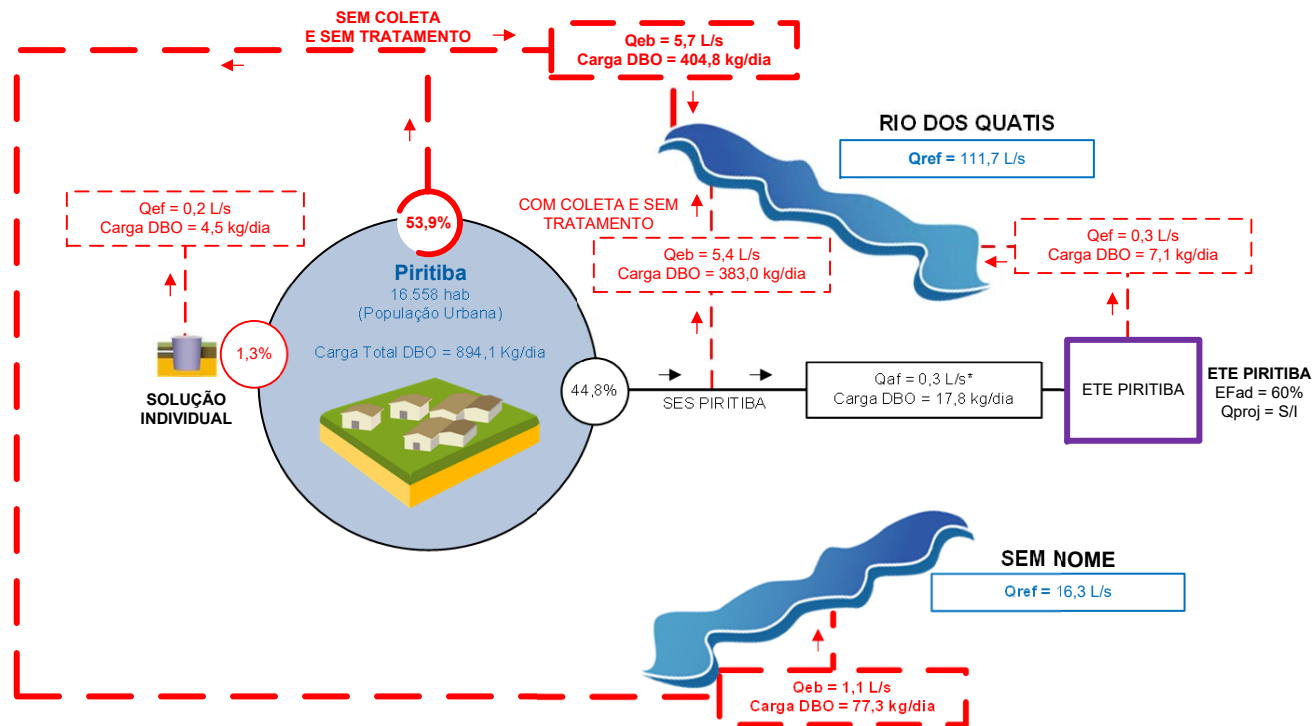 SEM COLETA
E SEM TRATAMENTO
Qeb = 5,7 L/s
Carga DBO = 404,8 kg/dia
RIO DOS QUATIS
Qref = 111,7 L/s
Qef = 0,2 L/s
Carga DBO = 4,5 kg/dia
53,9%
COM COLETA E SEM
TRATAMENTO
Qeb = 5,4 L/s
Carga DBO = 383,0 kg/dia
Qef = 0,3 L/s
Carga DBO = 7,1 kg/dia
Piritiba
16.558 hab
(População Urbana)
Carga Total DBO = 894,1 Kg/dia
1,3%
SOLUÇÃO
INDIVIDUAL
44,8%
SES PIRITIBA
Qaf = 0,3 L/s*
Carga DBO = 17,8 kg/dia
ETE PIRITIBA
ETE PIRITIBA
EFad = 60%
Qproj = S/I
SEM NOME
Qref = 16,3 L/s
Qeb = 1,1 L/s
Carga DBO = 77,3 kg/dia